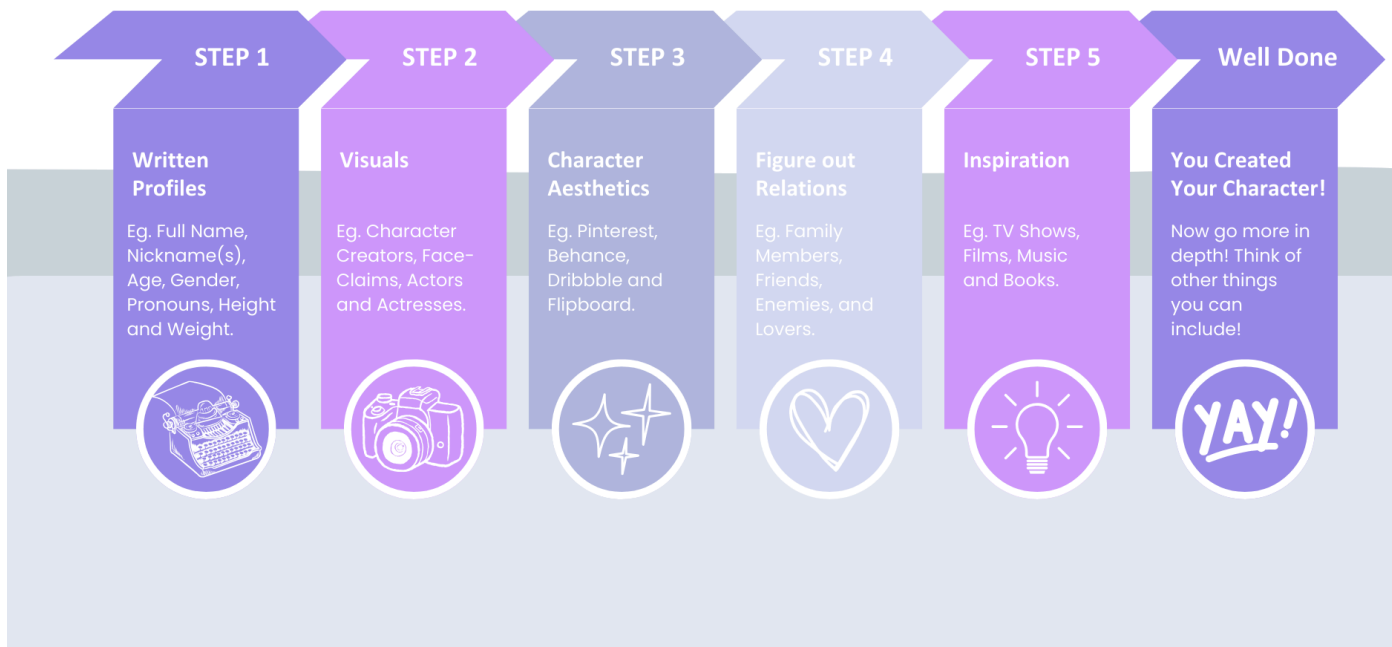 STEP 1
Written
Profiles
Eg. Full Name,
Nickname(s),
Age, Gender,
Pronouns, Height
and Weight.
STEP 2
Visuals
Eg. Character
Creators, Face-
Claims, Actors
and Actresses.
STEP 3
Character
Aesthetics
Eg. Pinterest,
Behance,
Dribbble and
Flipboard.
STEP 4
Figure out
Relations
Eg. Family
Members,
Friends,
Enemies, and
Lovers.
STEP 5
Inspiration
Eg. TV Shows,
Films, Music
and Books.
Well Done
You Created
Your Character!
Now go more in
depth! Think of
other things
you can
include!
YAY!